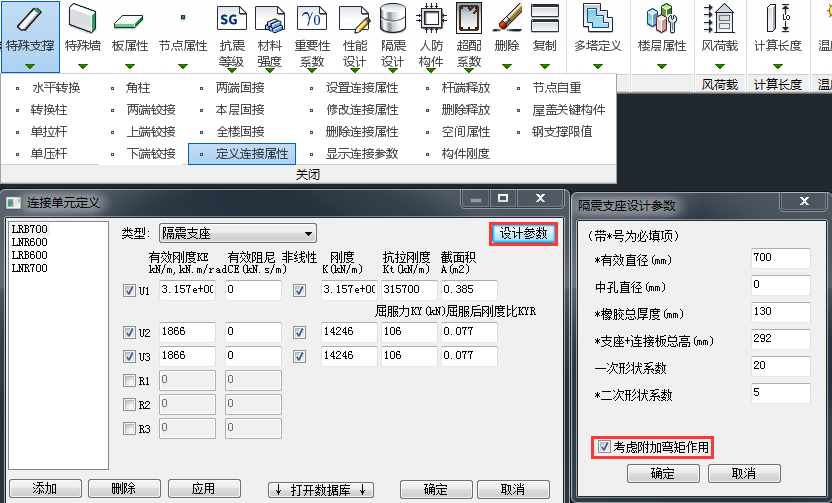 特殊支撑 特殊墙 板属性 节点属性 抗震等级 材料强度 重要性系数 性能设计 隔震设计 人防构件 超配系数 删除 复制 多塔定义 楼层属性 风荷载 计算长度
SG γ0
风荷载 计算长度
水平转换 角柱 两端固接 设置连接属性 杆端释放 节点自重
转换柱 两端铰接 本层固接 修改连接属性 删除释放 屋盖关键构件
单拉杆 上端铰接 全楼固接 删除连接属性 空间属性 钢支撑限值
单压杆 下端铰接 定义连接属性 显示连接参数 构件刚度
关闭
连接单元定义
LRB700
LNR600
LRB600
LNR700
类型: 隔震支座 设计参数
有效刚度KE 有效阻尼 非线性 刚度 抗拉刚度 截面积
kN/m,kN.m/radCE(kN.s/m) K(kN/m) Kt(kN/m) A(m2)
U1 3.157e+00 0 3.157e+00 315700 0.385
屈服力KY(kN)屈服后刚度比KYR
U2 1866 0 14246 106 0.077
U3 1866 0 14246 106 0.077
R1 0 0
R2 0 0
R3 0 0
添加 删除 应用 ↓ 打开数据库 ↓ 确定 取消
隔震支座设计参数
(带*号为必填项)
*有效直径(mm) 700
中孔直径(mm) 0
*橡胶总厚度(mm) 130
*支座+连接板总高(mm) 292
一次形状系数 20
*二次形状系数 5
考虑附加弯矩作用
确定 取消